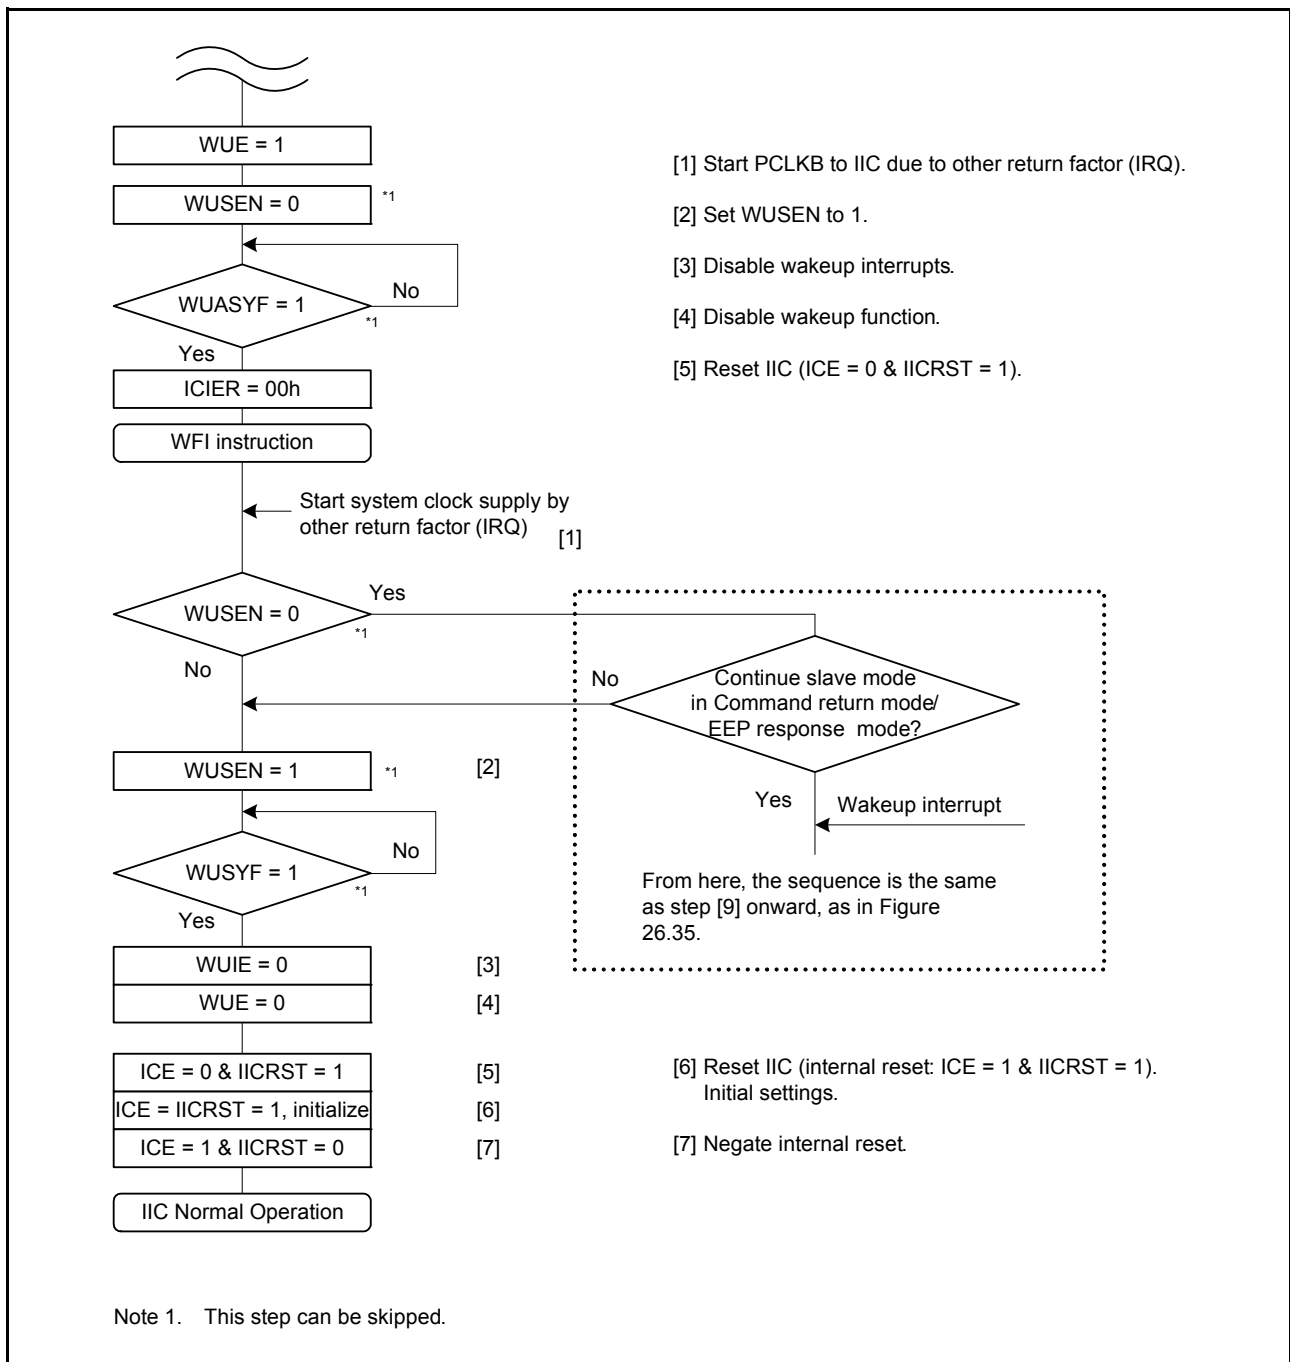 WUE = 1
WUSEN = 0 *1
WUASYF = 1
No
*1
Yes
ICIER = 00h
WFI instruction
Start system clock supply by
other return factor (IRQ)
[1]
WUSEN = 0
Yes
*1
No
Continue slave mode
in Command return mode/
EEP response mode?
No
Yes
Wakeup interrupt
From here, the sequence is the same
as step [9] onward, as in Figure
26.35.
WUSEN = 1 *1 [2]
WUSYF = 1
No
*1
Yes
WUIE = 0 [3]
WUE = 0 [4]
ICE = 0 & IICRST = 1 [5]
ICE = IICRST = 1, initialize [6]
ICE = 1 & IICRST = 0 [7]
IIC Normal Operation
[1] Start PCLKB to IIC due to other return factor (IRQ).
[2] Set WUSEN to 1.
[3] Disable wakeup interrupts.
[4] Disable wakeup function.
[5] Reset IIC (ICE = 0 & IICRST = 1).
[6] Reset IIC (internal reset: ICE = 1 & IICRST = 1).
Initial settings.
[7] Negate internal reset.
Note 1. This step can be skipped.